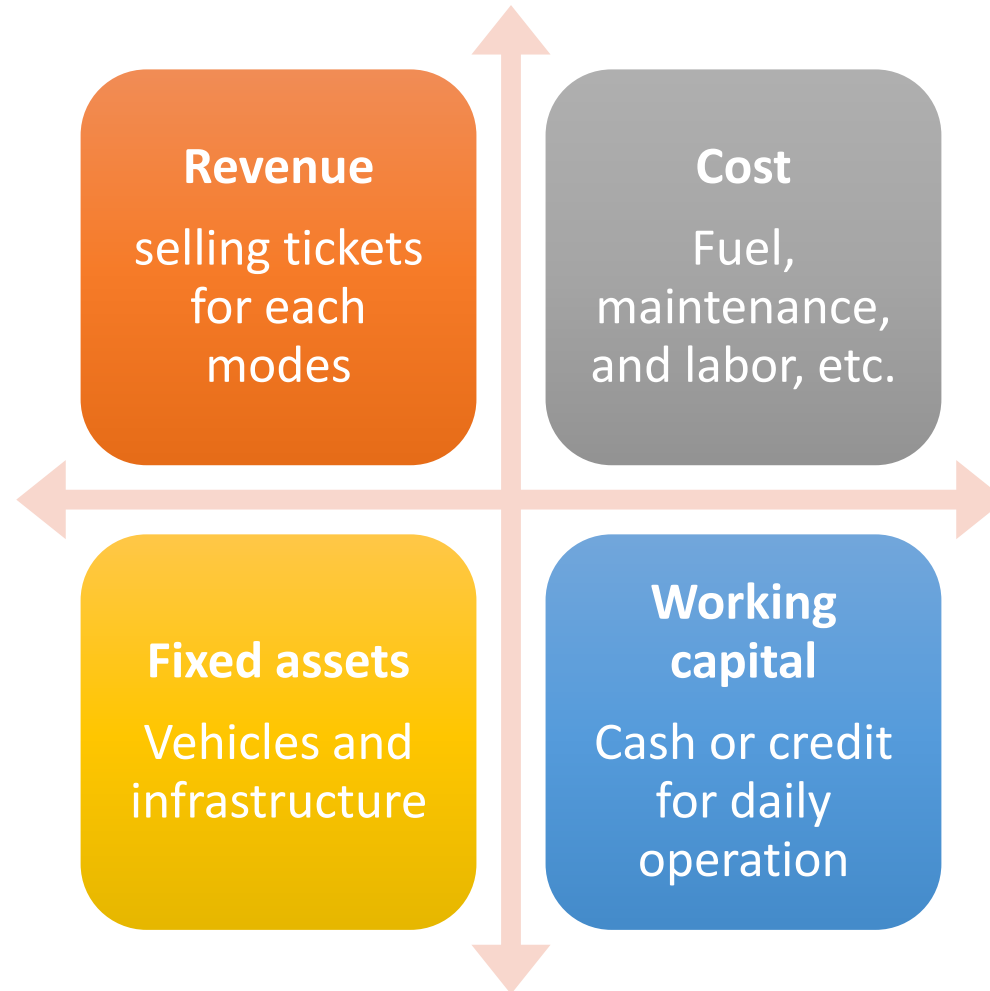 Revenue
selling tickets
for each
modes
Cost
Fuel,
maintenance,
and labor, etc.
Fixed assets
Vehicles and
infrastructure
Working
capital
Cash or credit
for daily
operation